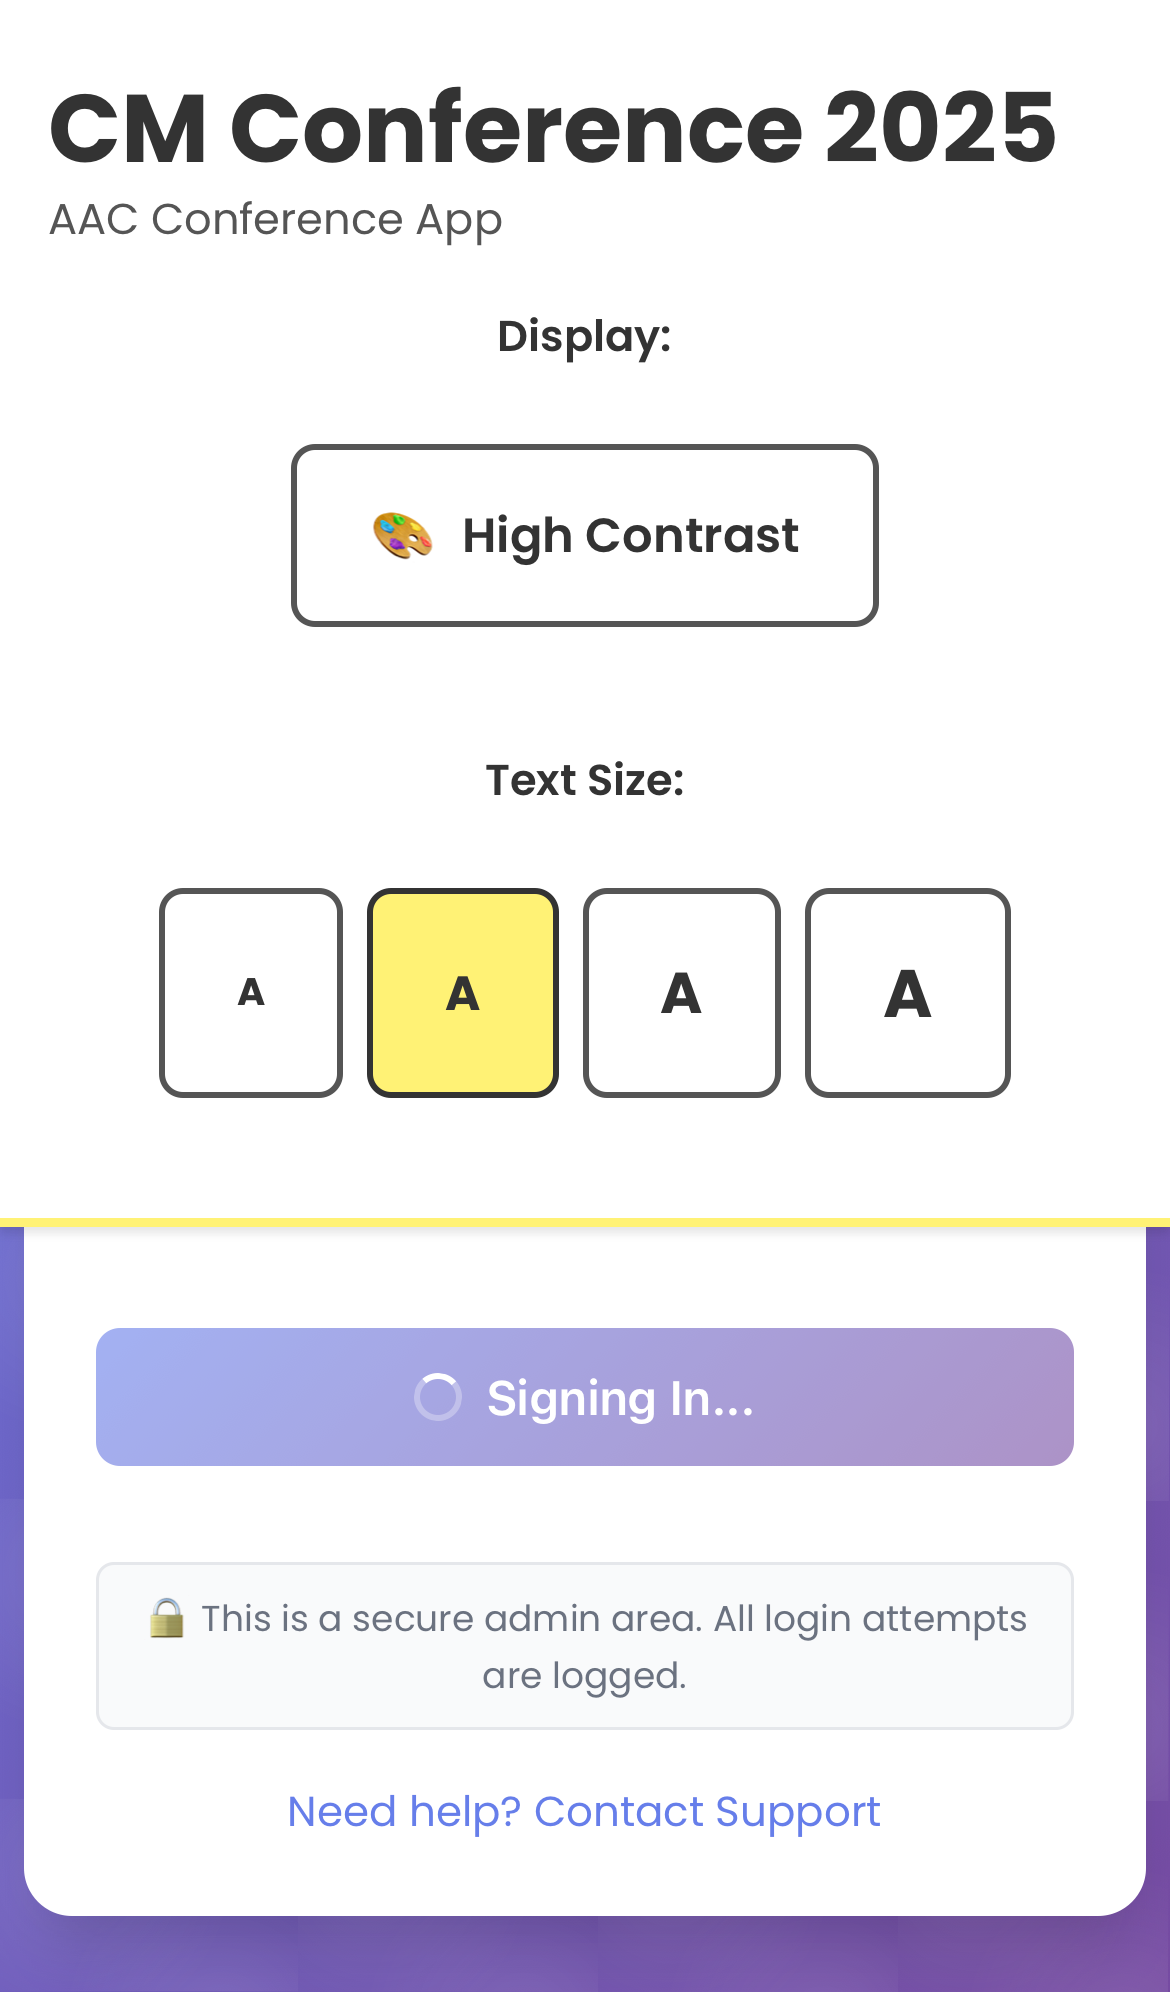 CM Conference 2025
AAC Conference App
Display:
🎨 High Contrast
Text Size:
A A A A
Signing In...
🔒 This is a secure admin area. All login attempts
are logged.
Need help? Contact Support